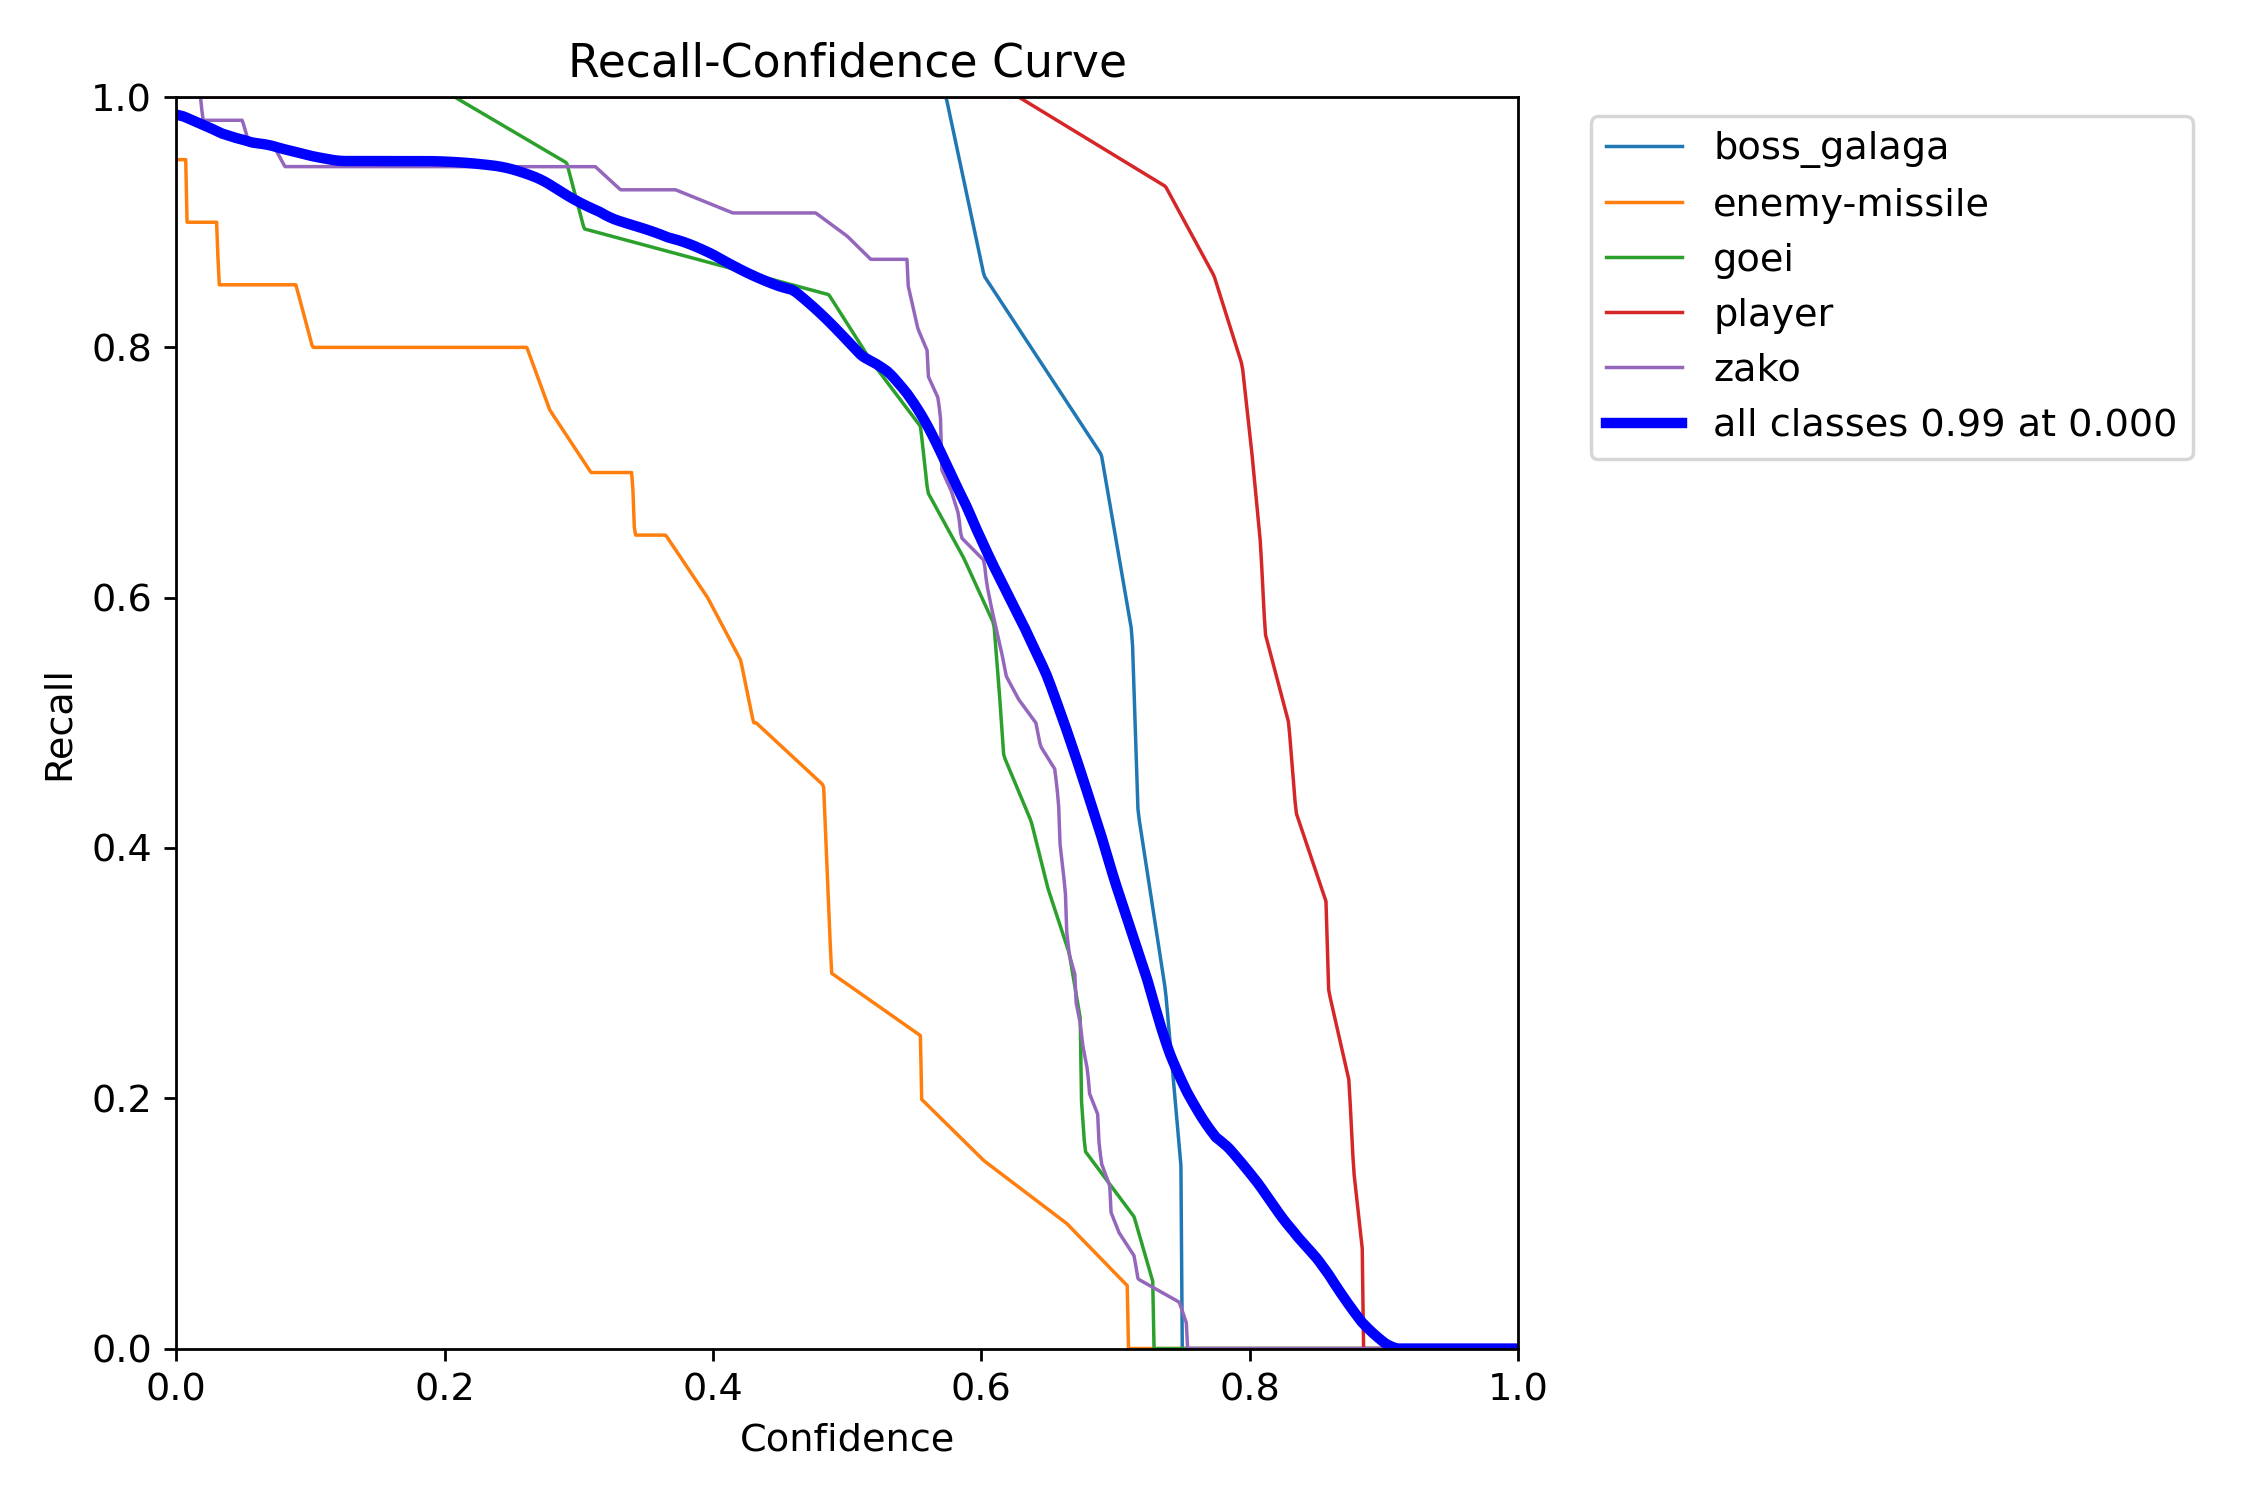 Recall-Confidence Curve
1.0
0.8
0.6
0.4
0.2
0.0
Recall
0.0 0.2 0.4 0.6 0.8 1.0
Confidence
boss_galaga
enemy-missile
goei
player
zako
all classes 0.99 at 0.000